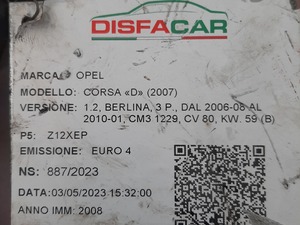 DISFACAR
MARCA: OPEL
MODELLO: CORSA «D» (2007)
VERSIONE: 1.2, BERLINA, 3 P., DAL 2006-08 AL
2010-01, CM3 1229, CV 80, KW. 59 (B)
P5: Z12XEP
EMISSIONE: EURO 4
NS: 887/2023
DATA:03/05/2023 15:32:00
ANNO IMM: 2008